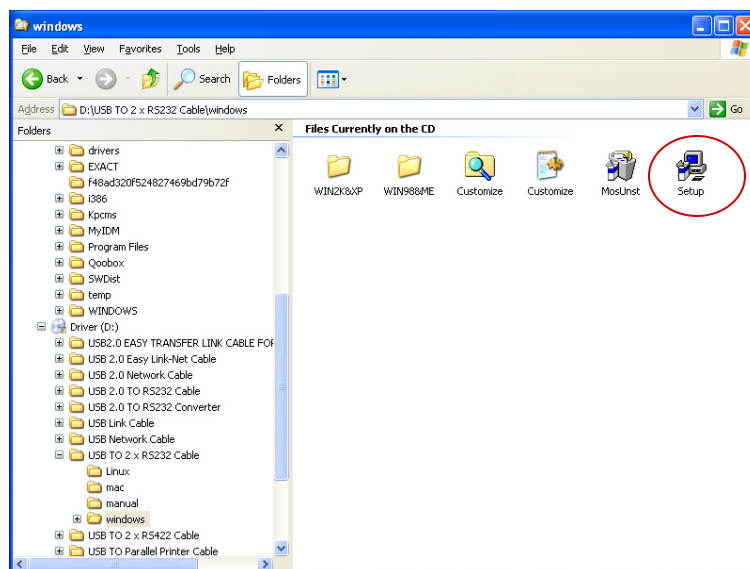 windows
File Edit View Favorites Tools Help
Back Search Folders
Address D:\USB TO 2 x RS232 Cable\windows Go
Folders
Files Currently on the CD
drivers
EXACT
f48ad320f524827469bd79b72f
i386
Kpcms
MyIDM
Program Files
Qoobox
SWDist
temp
WINDOWS
Driver (D:)
USB2.0 EASY TRANSFER LINK CABLE FOR
USB 2.0 Easy Link-Net Cable
USB 2.0 Network Cable
USB 2.0 TO RS232 Cable
USB 2.0 TO RS232 Converter
USB Link Cable
USB Network Cable
USB TO 2 x RS232 Cable
Linux
mac
manual
windows
USB TO 2 x RS422 Cable
USB TO Parallel Printer Cable
WIN2K&XP WIN98&ME Customize Customize MosUnst Setup